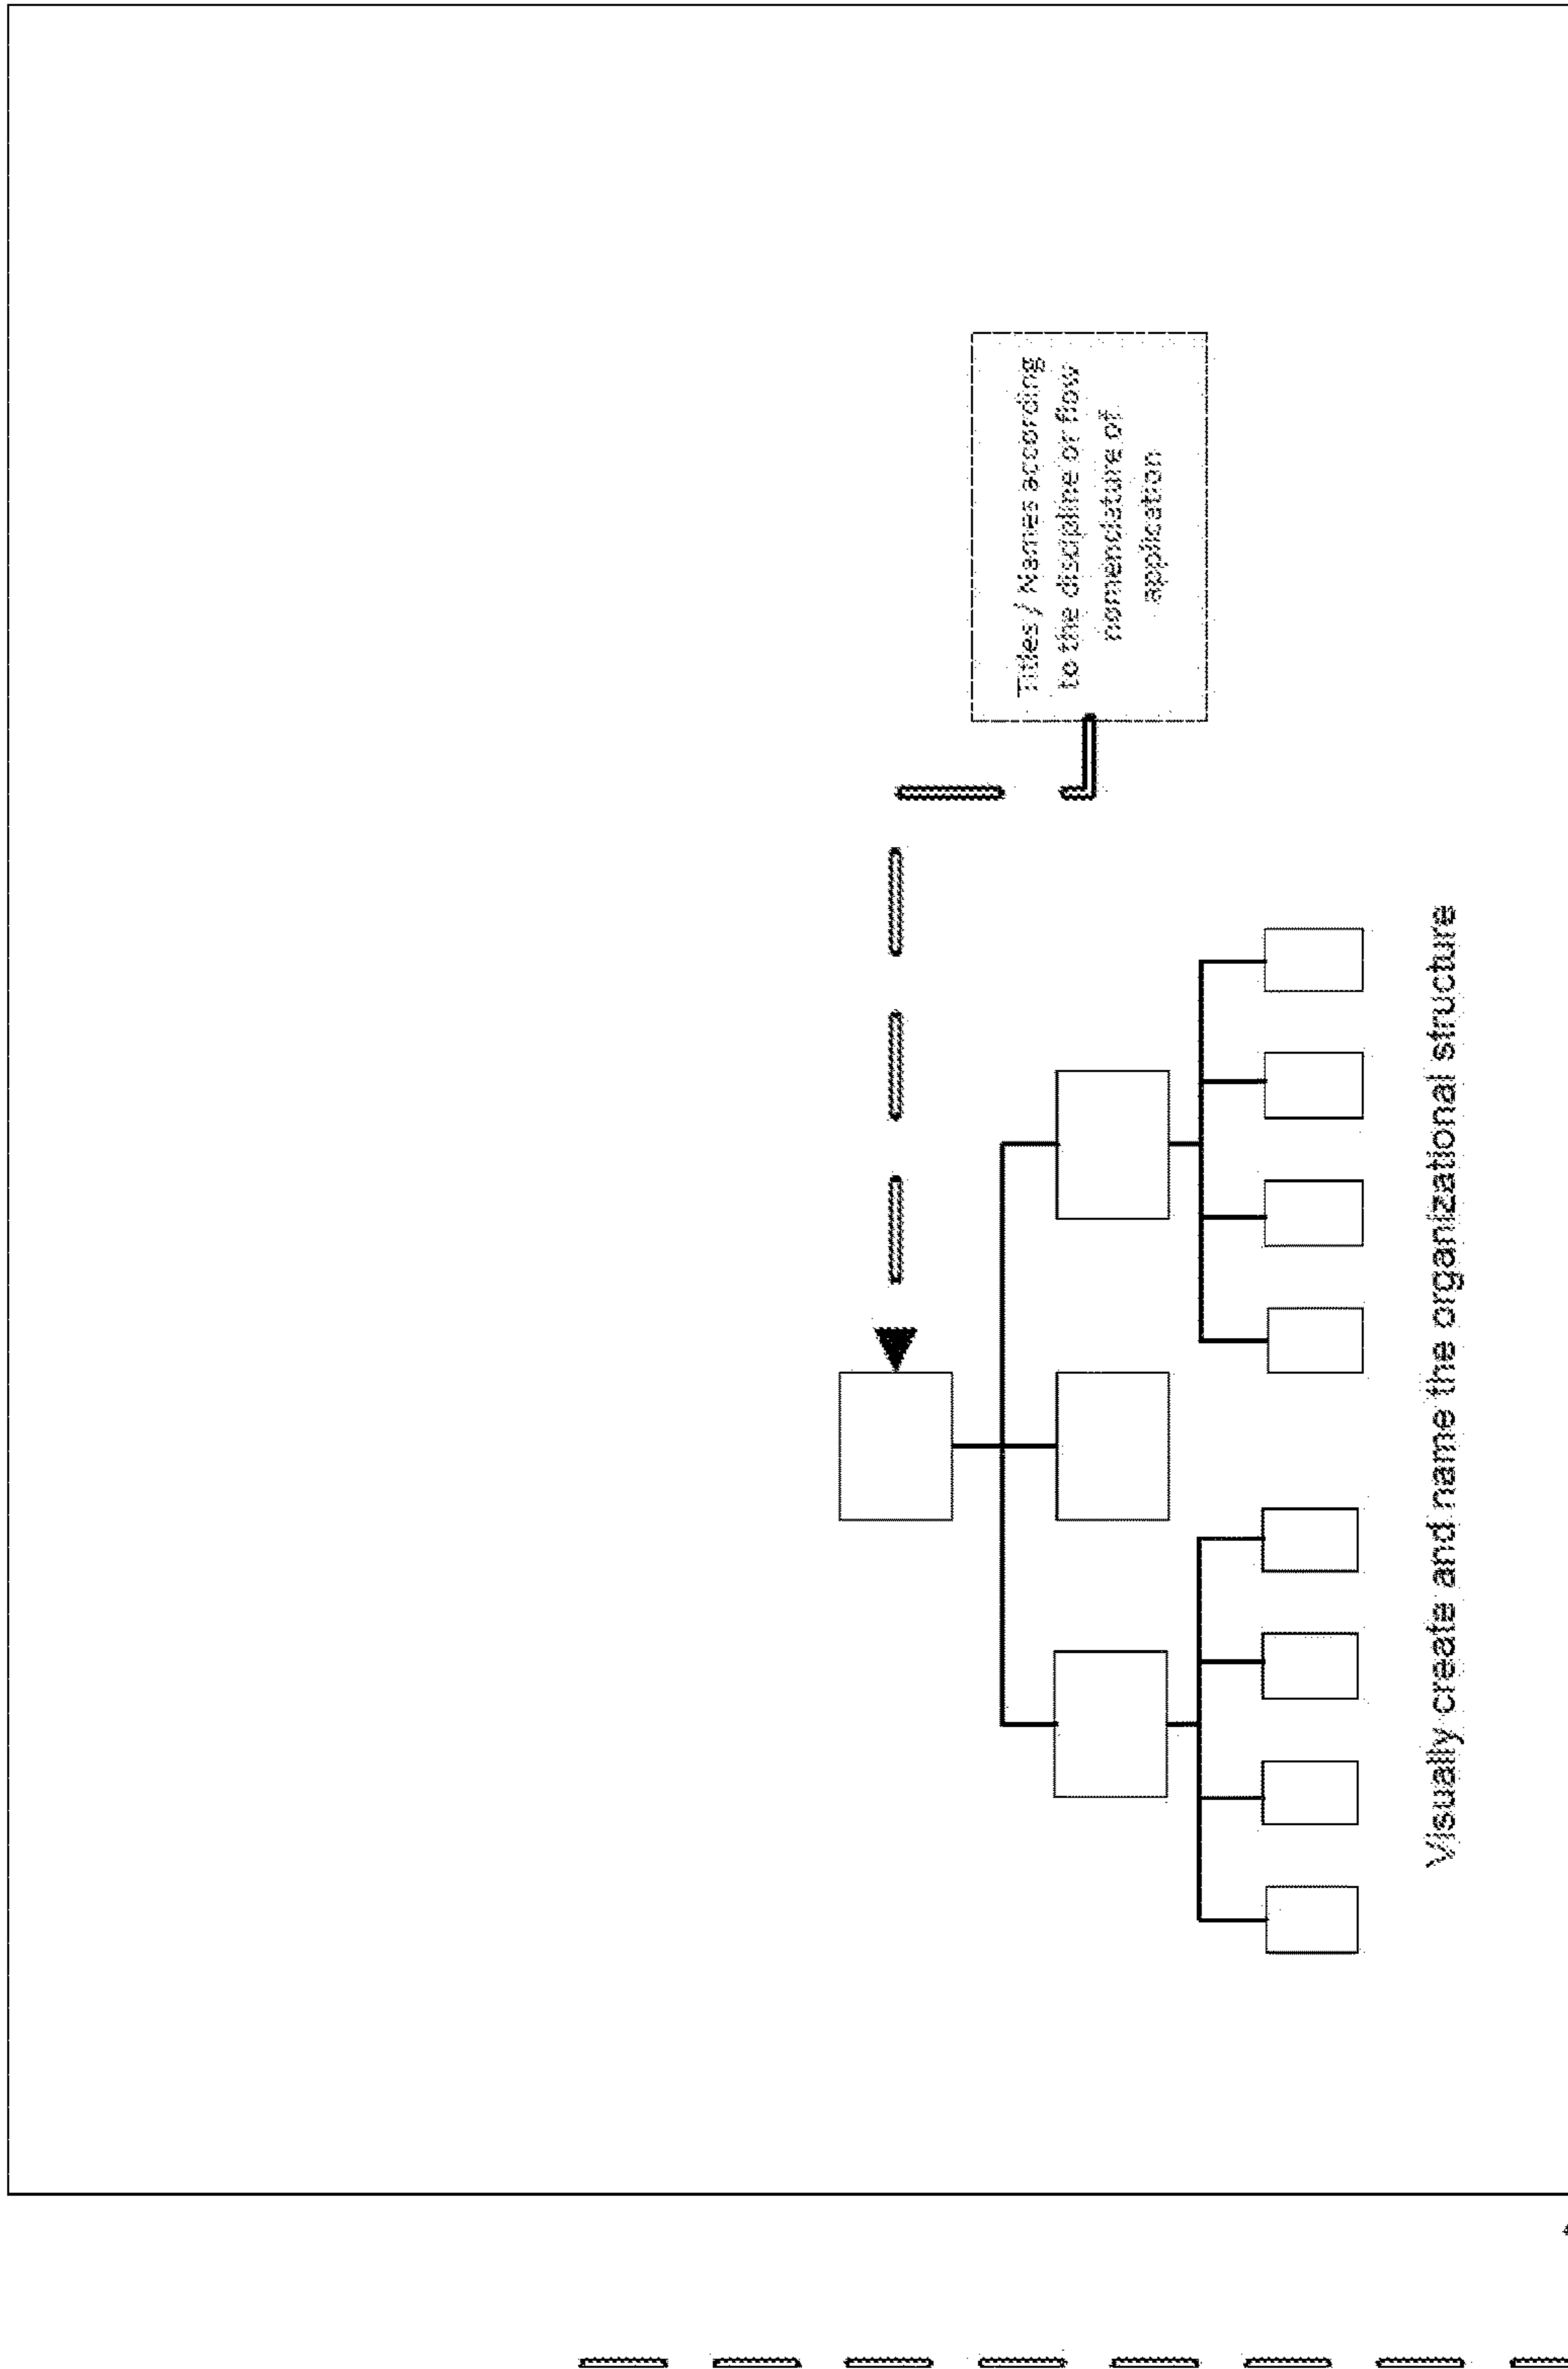 Titles / Names according
to the discipline or flow
nomenclature of
application
Visually create and name the organizational structure